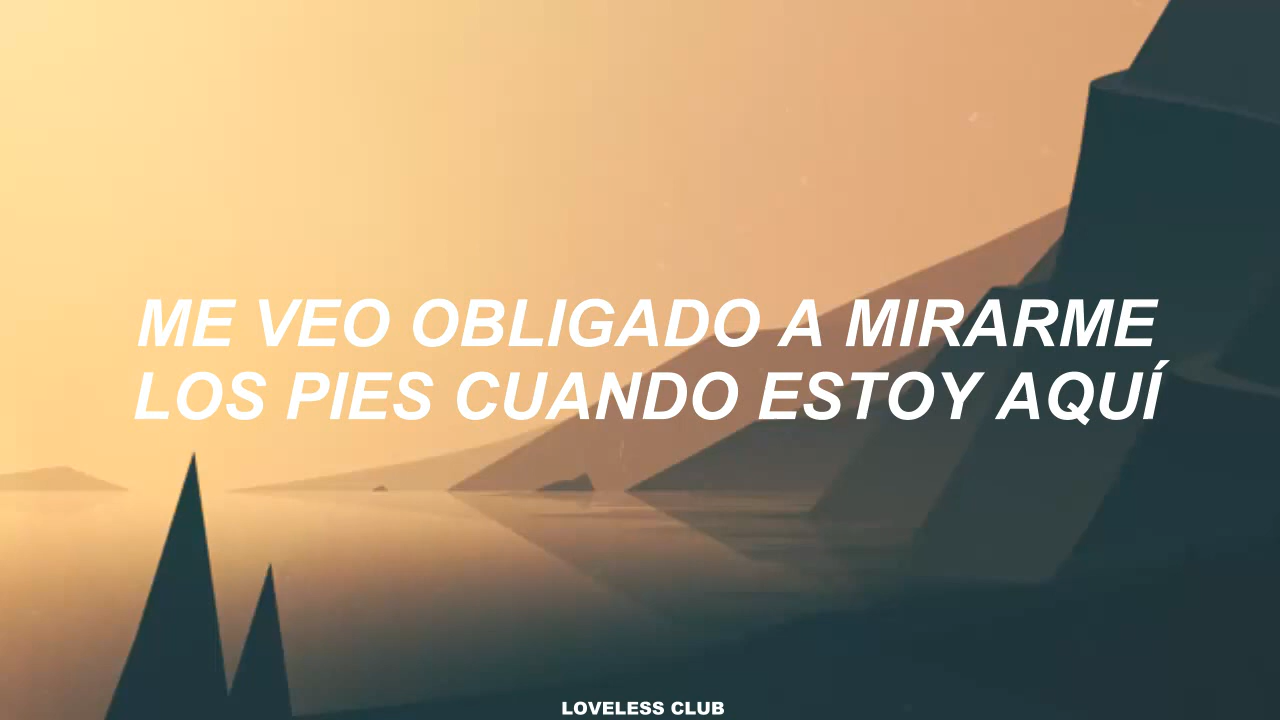 ME VEO OBLIGADO A MIRARME
LOS PIES CUANDO ESTOY AQUÍ
LOVELESS CLUB